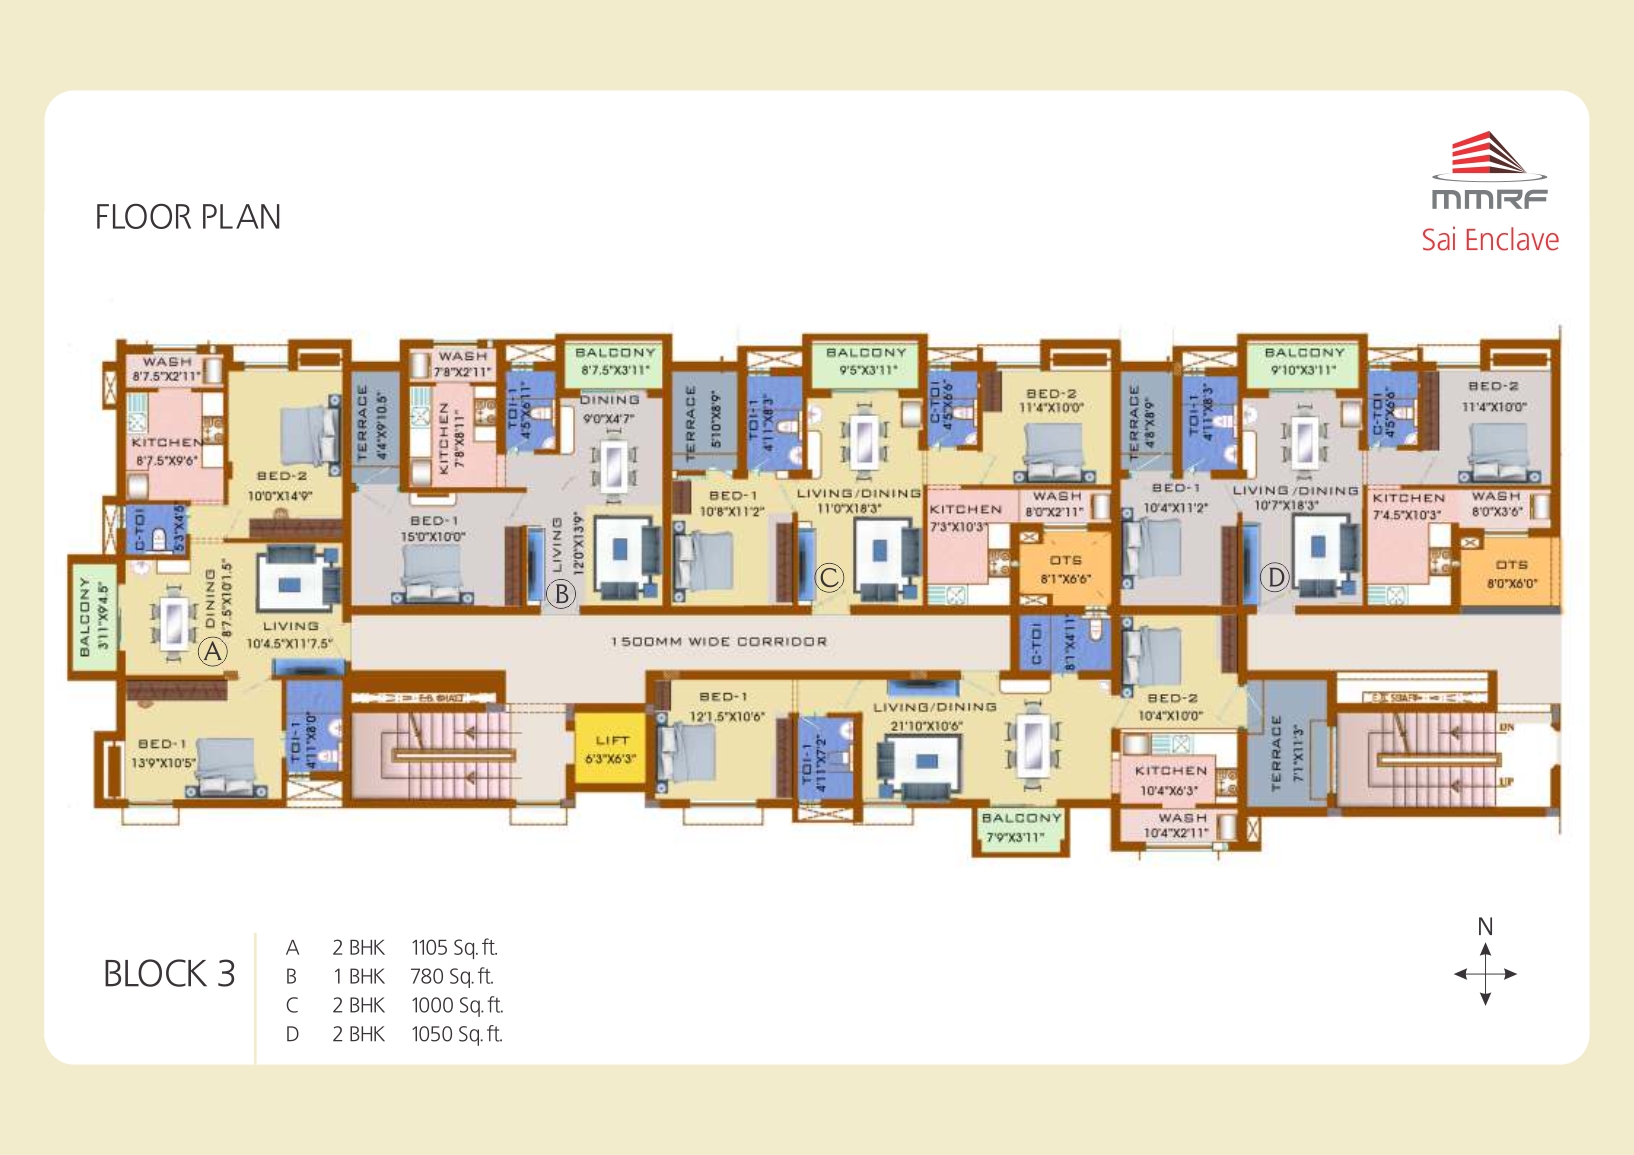 MMRF
Sai Enclave
FLOOR PLAN
WASH
8'7.5"X2'11"
KITCHEN
8'7.5"X9'6"
BED-2
10'0"X14'9"
C-TOI
5'3"X4'5"
BALCONY
3'11"X9'4.5"
DINING
8'7.5"X10'1.5"
A
LIVING
10'4.5"X11'7.5"
BED-1
13'9"X10'5"
TOI-1
4'11"X8'0"
TERRACE
4'4"X9'10.5"
WASH
7'8"X2'11"
KITCHEN
7'8"X8'11"
TOI-1
4'5"X6'11"
BALCONY
8'7.5"X3'11"
DINING
9'0"X4'7"
BED-1
15'0"X10'0"
LIVING
12'0"X13'9"
B
TERRACE
5'10"X8'9"
TOI-1
4'11"X8'3"
BALCONY
9'5"X3'11"
C-TOI
4'5"X6'6"
BED-2
11'4"X10'0"
BED-1
10'8"X11'2"
LIVING/DINING
11'0"X18'3"
C
KITCHEN
7'3"X10'3"
WASH
8'0"X2'11"
OTS
8'1"X6'6"
TERRACE
4'8"X8'9"
TOI-1
4'11"X8'3"
BALCONY
9'10"X3'11"
C-TOI
4'5"X6'6"
BED-2
11'4"X10'0"
BED-1
10'4"X11'2"
LIVING/DINING
10'7"X18'3"
D
KITCHEN
7'4.5"X10'3"
WASH
8'0"X3'6"
OTS
8'0"X6'0"
1500MM WIDE CORRIDOR
C-TOI
8'1"X4'11"
LIFT
6'3"X6'3"
BED-1
12'1.5"X10'6"
TOI-1
4'11"X7'2"
LIVING/DINING
21'10"X10'6"
BALCONY
7'9"X3'11"
BED-2
10'4"X10'0"
KITCHEN
10'4"X6'3"
WASH
10'4"X2'11"
TERRACE
7'1"X11'3"
DN
UP
BLOCK 3
A 2 BHK 1105 Sq. ft.
B 1 BHK 780 Sq. ft.
C 2 BHK 1000 Sq. ft.
D 2 BHK 1050 Sq. ft.
N